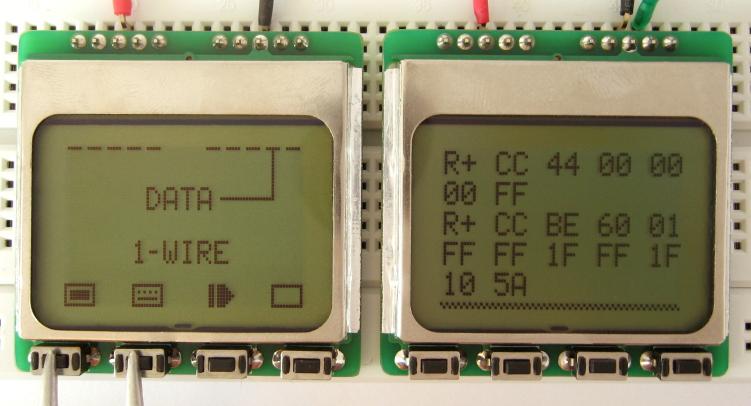 DATA
1-WIRE
R+ CC 44 00 00
00 FF
R+ CC BE 60 01
FF FF 1F FF 1F
10 5A